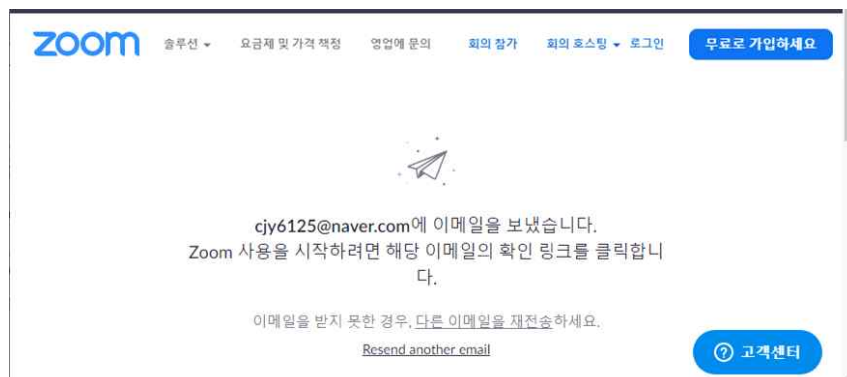 zoom 솔루션 요금제 및 가격 책정 영업에 문의 회의 참가 회의 호스팅 로그인 무료로 가입하세요
cjy6125@naver.com에 이메일을 보냈습니다.
Zoom 사용을 시작하려면 해당 이메일의 확인 링크를 클릭합니
다.
이메일을 받지 못한 경우, 다른 이메일을 재전송하세요.
Resend another email
고객센터